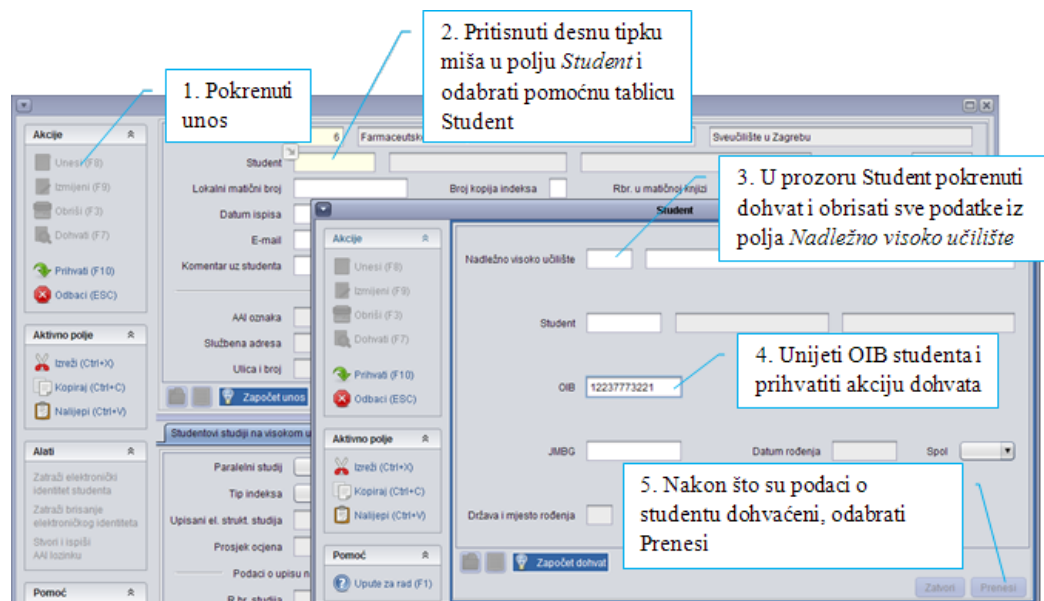 2. Pritisnuti desnu tipku
miša u polju Student i
odabrati pomoćnu tablicu
Student
1. Pokrenuti
unos
Akcije
Unesi (F8)
Izmijeni (F9)
Obriši (F3)
Dohvati (F7)
Prihvati (F10)
Odbaci (ESC)
Aktivno polje
Izreži (Ctrl+X)
Kopiraj (Ctrl+C)
Nalijepi (Ctrl+V)
Alati
Zatraži elektronički
identitet studenta
Zatraži brisanje
elektroničkog identiteta
Stvori i ispiši
AAI lozinku
Pomoć
6 Sveučilište u Zagrebu
Student
Lokalni matični broj Broj kopija indeksa Rbr. u matičnoj knjizi
Datum ispisa
E-mail
Komentar uz studenta
AAI oznaka
Službena adresa
Ulica i broj
Započet unos
Studentovi studiji na visokom
Paralelni studij
Tip indeksa
Upisani el. strukt. studija
Prosjek ocjena
Podaci o upisu
R.br. studija
3. U prozoru Student pokrenuti
dohvat i obrisati sve podatke iz
polja Nadležno visoko učilište
Student
Akcije
Unesi (F8)
Izmijeni (F9)
Obriši (F3)
Dohvati (F7)
Prihvati (F10)
Odbaci (ESC)
Aktivno polje
Izreži (Ctrl+X)
Kopiraj (Ctrl+C)
Nalijepi (Ctrl+V)
Pomoć
Upute za rad (F1)
Nadležno visoko učilište
Student
4. Unijeti OIB studenta i
prihvatiti akciju dohvata
OIB 12237773221
JMBG Datum rođenja Spol
5. Nakon što su podaci o
studentu dohvaćeni, odabrati
Prenesi
Država i mjesto rođenja
Započet dohvat
Zatvori Prenesi